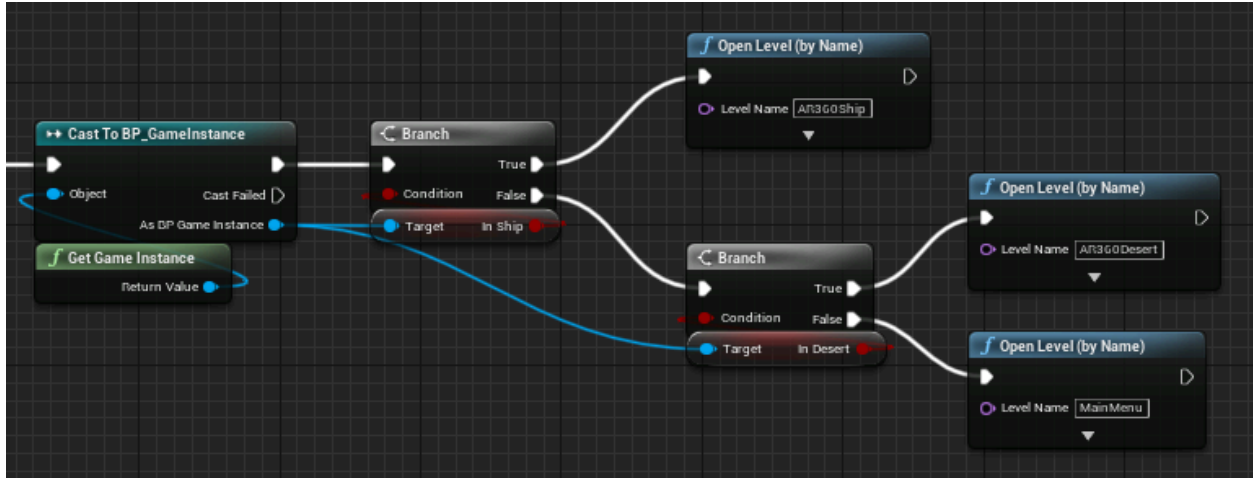 Cast To BP_GameInstance
Object
Cast Failed
As BP Game Instance
Get Game Instance
Return Value
Branch
True
Condition
False
Target
In Ship
Open Level (by Name)
Level Name AR360Ship
Branch
True
Condition
False
Target
In Desert
Open Level (by Name)
Level Name AR360Desert
Open Level (by Name)
Level Name MainMenu